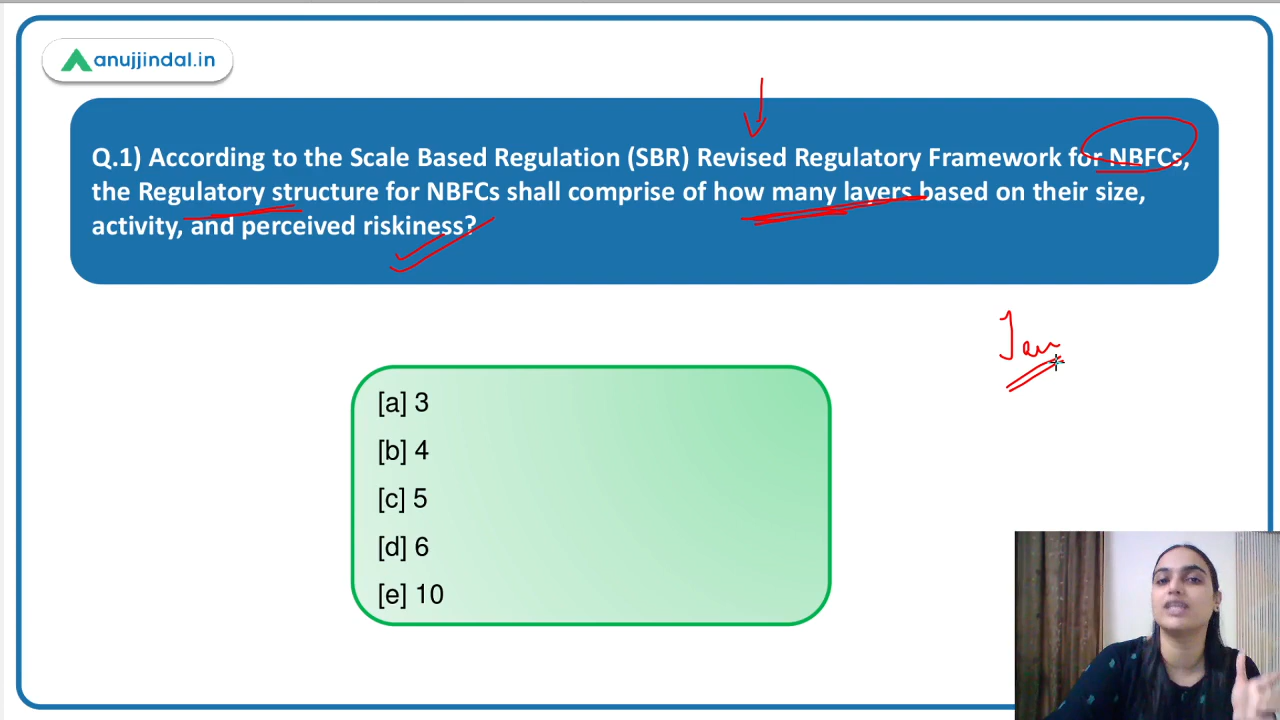 anujjindal.in
Q.1) According to the Scale Based Regulation (SBR) Revised Regulatory Framework for NBFCs,
the Regulatory structure for NBFCs shall comprise of how many layers based on their size,
activity, and perceived riskiness?
[a] 3
[b] 4
[c] 5
[d] 6
[e] 10